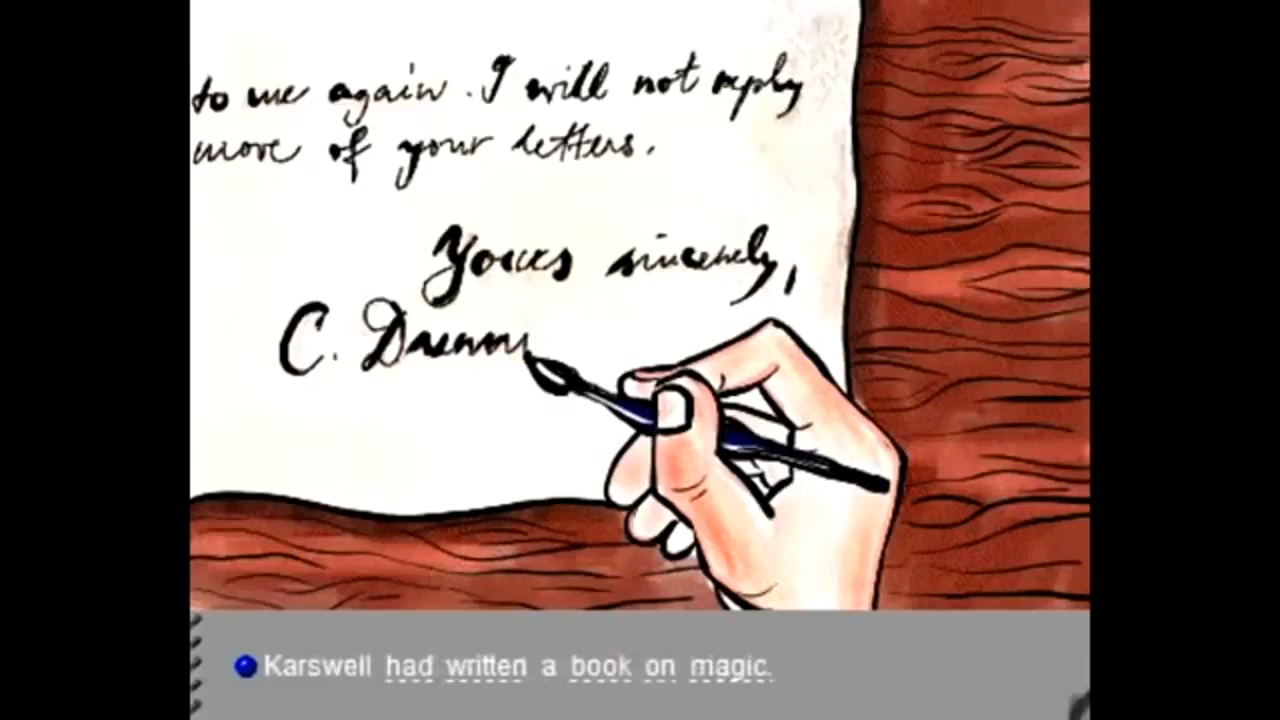 to me again. I will not reply
more of your letters.
Yours sincerely,
C.
Karswell had written a book on magic.